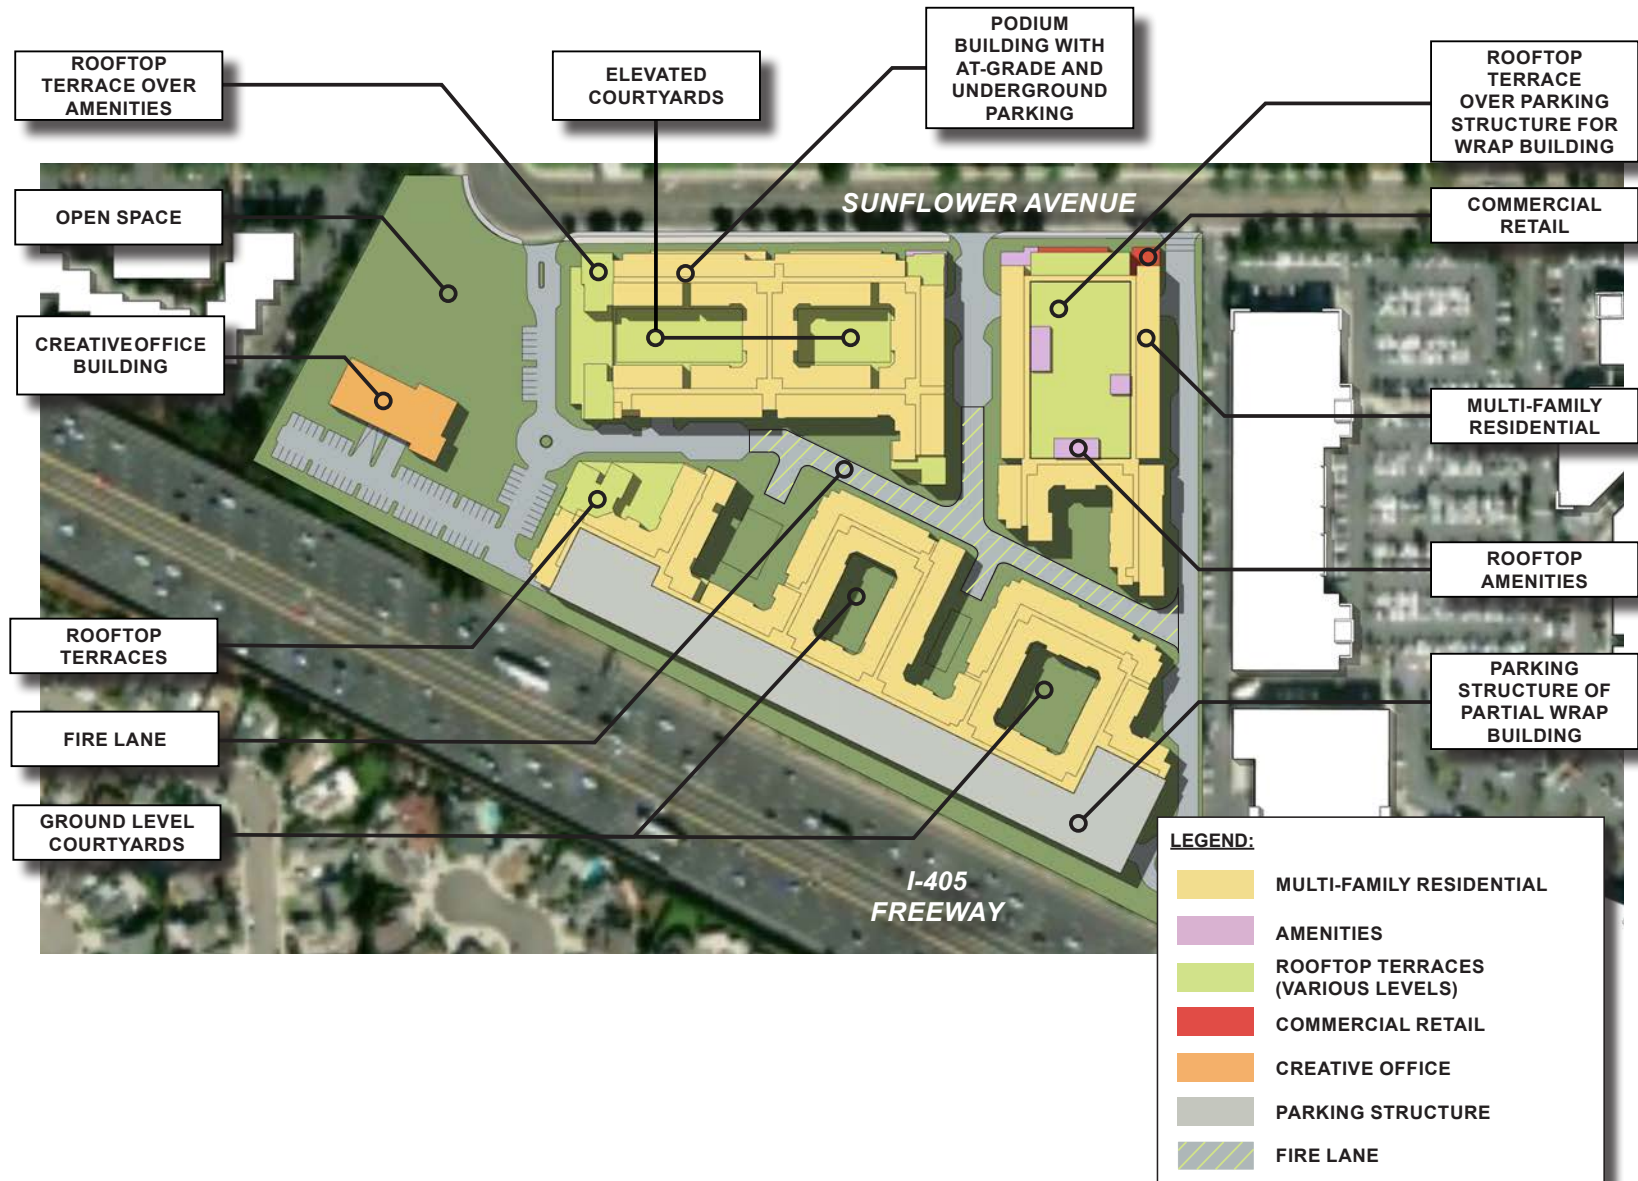 ROOFTOP
TERRACE OVER
AMENITIES
ELEVATED
COURTYARDS
PODIUM
BUILDING WITH
AT-GRADE AND
UNDERGROUND
PARKING
ROOFTOP
TERRACE
OVER PARKING
STRUCTURE FOR
WRAP BUILDING
OPEN SPACE
SUNFLOWER AVENUE
COMMERCIAL
RETAIL
CREATIVE OFFICE
BUILDING
MULTI-FAMILY
RESIDENTIAL
ROOFTOP
AMENITIES
ROOFTOP
TERRACES
PARKING
STRUCTURE OF
PARTIAL WRAP
BUILDING
FIRE LANE
GROUND LEVEL
COURTYARDS
I-405
FREEWAY
LEGEND:
MULTI-FAMILY RESIDENTIAL
AMENITIES
ROOFTOP TERRACES
(VARIOUS LEVELS)
COMMERCIAL RETAIL
CREATIVE OFFICE
PARKING STRUCTURE
FIRE LANE